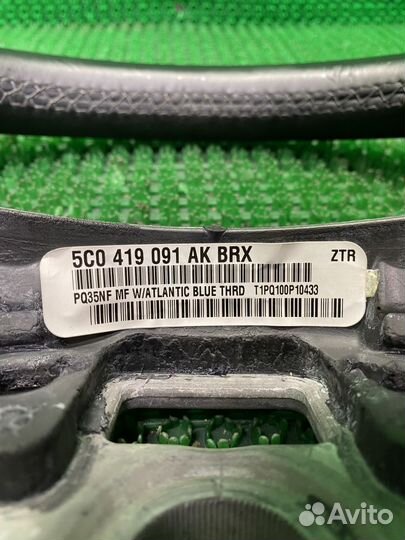 5C0 419 091 AK BRX ZTR
PQ35NF MF W/ATLANTIC BLUE THRD T1PQ100P10433
Avito